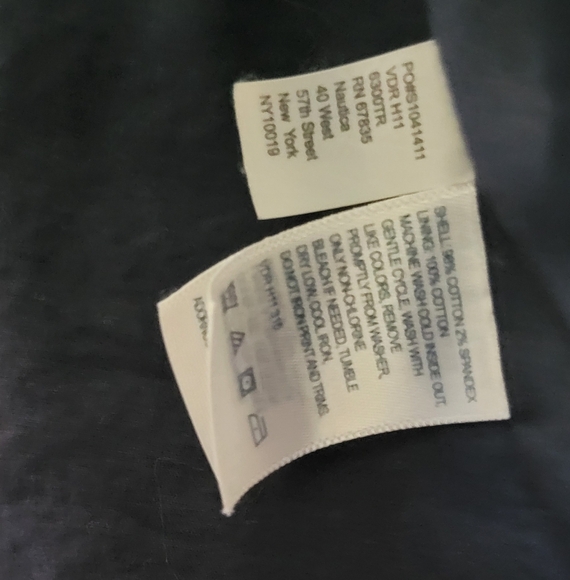 PO#S1041411
VDR H11
6300TR
RN 67835
Nautica
40 West
57th Street
New York
NY10019
SHELL: 98% COTTON 2% SPANDEX
LINING: 100% COTTON
MACHINE WASH COLD INSIDE OUT,
GENTLE CYCLE. WASH WITH
LIKE COLORS, REMOVE
PROMPTLY FROM WASHER,
ONLY NON-CHLORINE
BLEACH IF NEEDED. TUMBLE
DRY LOW, COOL IRON,
DO NOT IRON PRINT AND TRIMS.